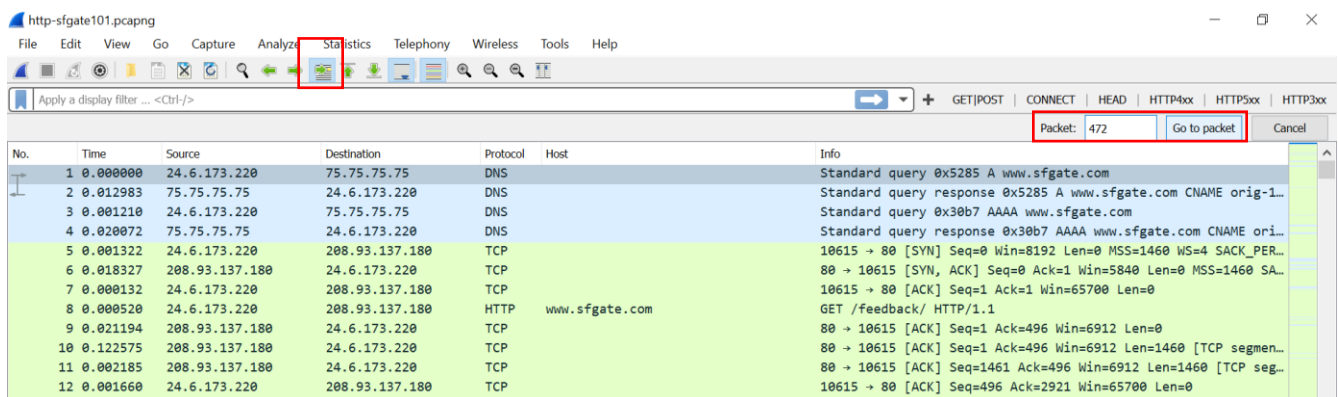 http-sfgate101.pcapng
File Edit View Go Capture Analyze Statistics Telephony Wireless Tools Help
Apply a display filter ... <Ctrl-/> + GET|POST | CONNECT | HEAD | HTTP4xx | HTTP5xx | HTTP3xx
Packet: 472 Go to packet Cancel
No. Time Source Destination Protocol Host Info
1 0.000000 24.6.173.220 75.75.75.75 DNS Standard query 0x5285 A www.sfgate.com
2 0.012983 75.75.75.75 24.6.173.220 DNS Standard query response 0x5285 A www.sfgate.com CNAME orig-1…
3 0.001210 24.6.173.220 75.75.75.75 DNS Standard query 0x30b7 AAAA www.sfgate.com
4 0.020072 75.75.75.75 24.6.173.220 DNS Standard query response 0x30b7 AAAA www.sfgate.com CNAME ori…
5 0.001322 24.6.173.220 208.93.137.180 TCP 10615 → 80 [SYN] Seq=0 Win=8192 Len=0 MSS=1460 WS=4 SACK_PER…
6 0.018327 208.93.137.180 24.6.173.220 TCP 80 → 10615 [SYN, ACK] Seq=0 Ack=1 Win=5840 Len=0 MSS=1460 SA…
7 0.000132 24.6.173.220 208.93.137.180 TCP 10615 → 80 [ACK] Seq=1 Ack=1 Win=65700 Len=0
8 0.000520 24.6.173.220 208.93.137.180 HTTP www.sfgate.com GET /feedback/ HTTP/1.1
9 0.021194 208.93.137.180 24.6.173.220 TCP 80 → 10615 [ACK] Seq=1 Ack=496 Win=6912 Len=0
10 0.122575 208.93.137.180 24.6.173.220 TCP 80 → 10615 [ACK] Seq=1 Ack=496 Win=6912 Len=1460 [TCP segmen…
11 0.002185 208.93.137.180 24.6.173.220 TCP 80 → 10615 [ACK] Seq=1461 Ack=496 Win=6912 Len=1460 [TCP seg…
12 0.001660 24.6.173.220 208.93.137.180 TCP 10615 → 80 [ACK] Seq=496 Ack=2921 Win=65700 Len=0